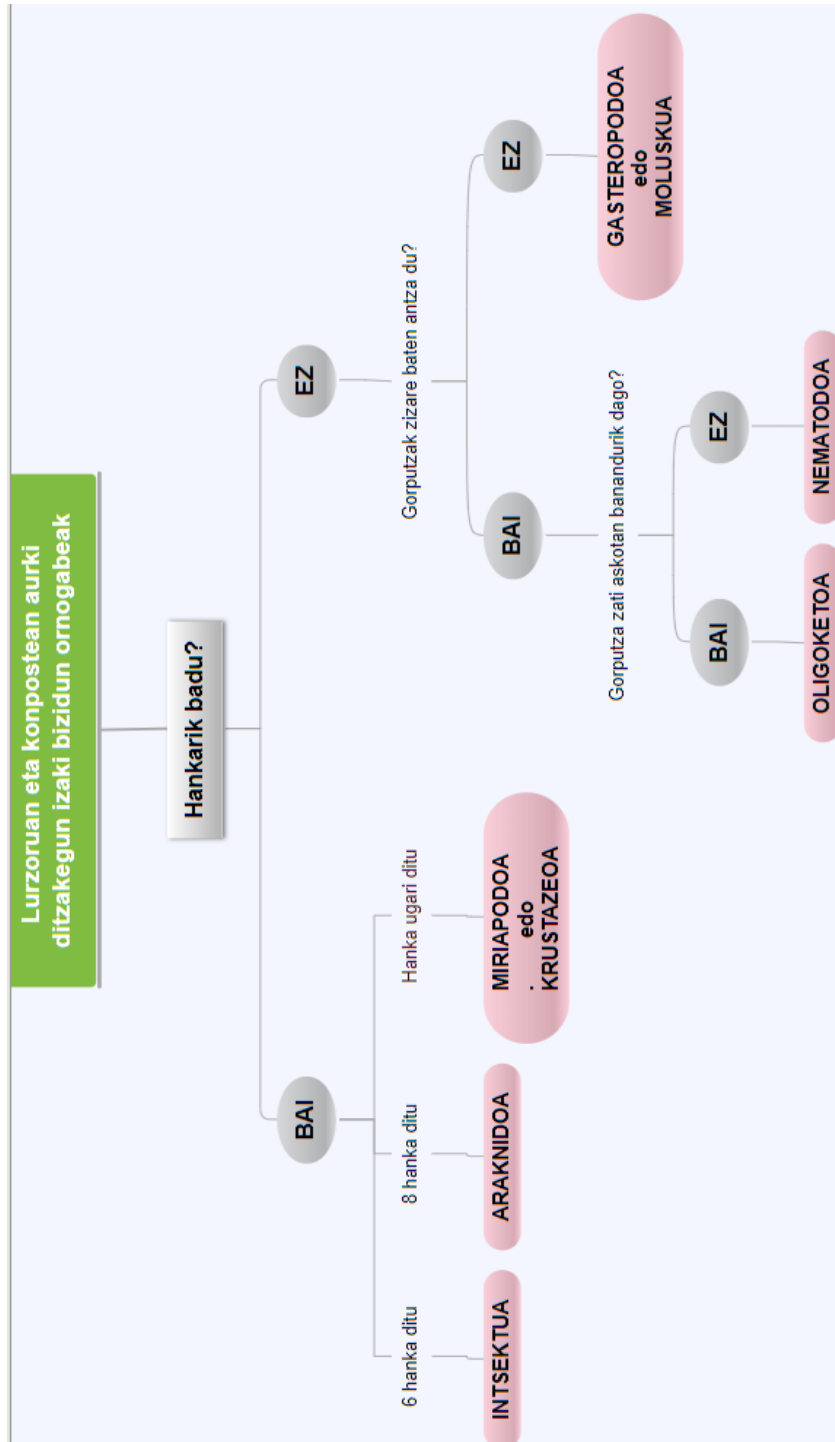 Lurzoruan eta konpostean aurki
ditzakegun izaki bizidun ornogabeak
Hankarik badu?
BAI
EZ
6 hanka ditu
8 hanka ditu
Hanka ugari ditu
Gorputzak zizare baten antza du?
INTSEKTUA
ARAKNIDOA
MIRIAPODOA
edo
.
KRUSTAZEOA
BAI
EZ
Gorputza zati askotan banandurik dago?
GASTEROPODOA
edo
MOLUSKUA
BAI
EZ
OLIGOKETOA
NEMATODOA